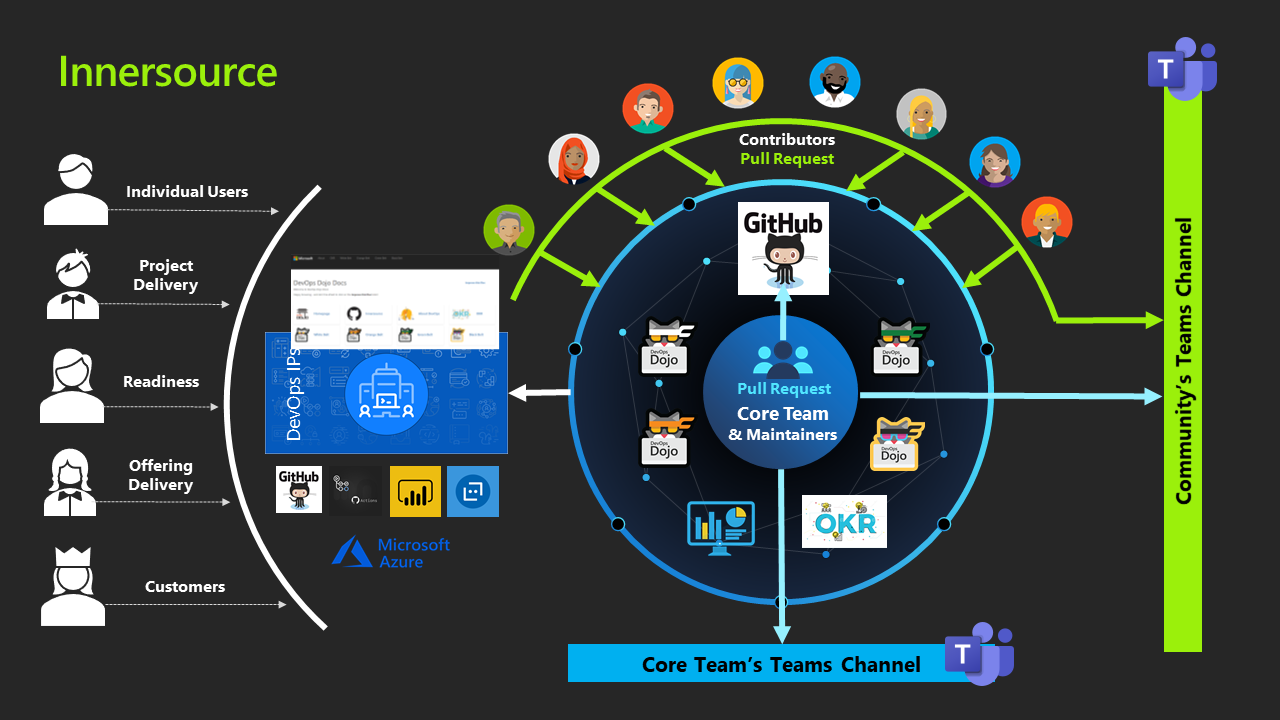 Innersource
Individual Users
Project
Delivery
Readiness
Offering
Delivery
Customers
DevOps Dojo Docs
DevOps IPs
GitHub
Microsoft
Azure
Contributors
Pull Request
GitHub
DevOps
Dojo
DevOps
Dojo
DevOps
Dojo
DevOps
Dojo
Pull Request
Core Team
& Maintainers
OKR
Core Team's Teams Channel
T
Community's Teams Channel
T